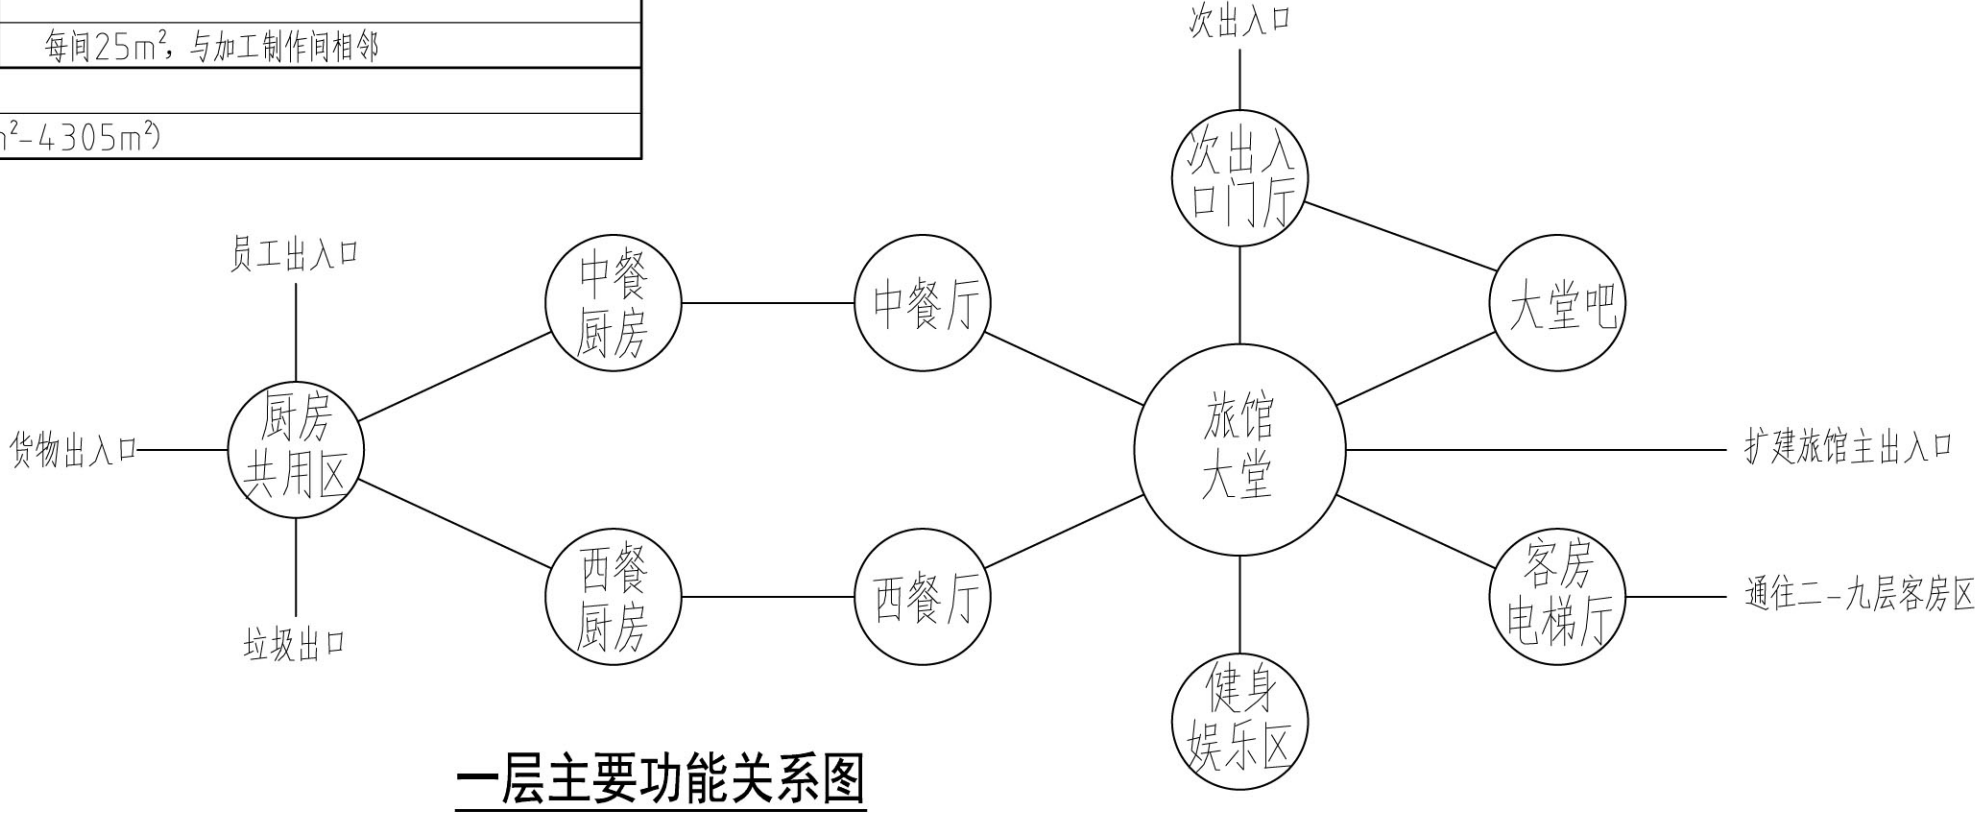 每间25m²，与加工制作间相邻
m²-4305m²)
次出入口
次出入
口门厅
员工出入口
中餐
厨房
中餐厅
大堂吧
厨房
共用区
货物出入口
旅馆
大堂
扩建旅馆主出入口
西餐
厨房
西餐厅
客房
电梯厅
通往二-九层客房区
垃圾出口
健身
娱乐区
一层主要功能关系图